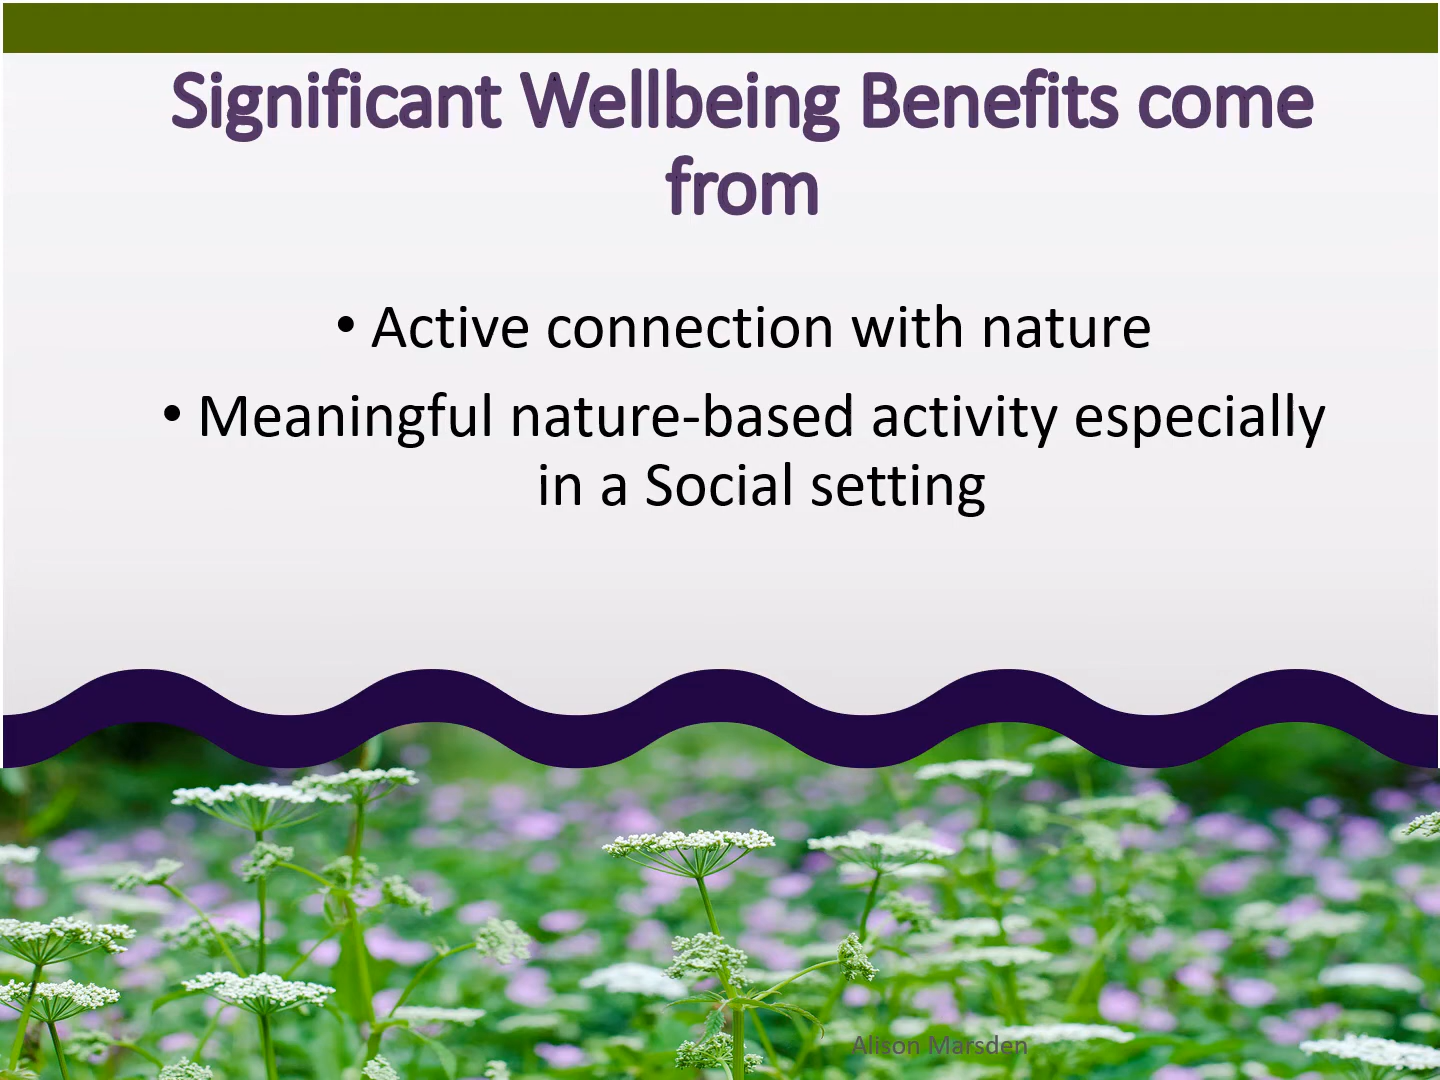 Significant Wellbeing Benefits come
from
• Active connection with nature
• Meaningful nature-based activity especially
in a Social setting
Alison Marsden